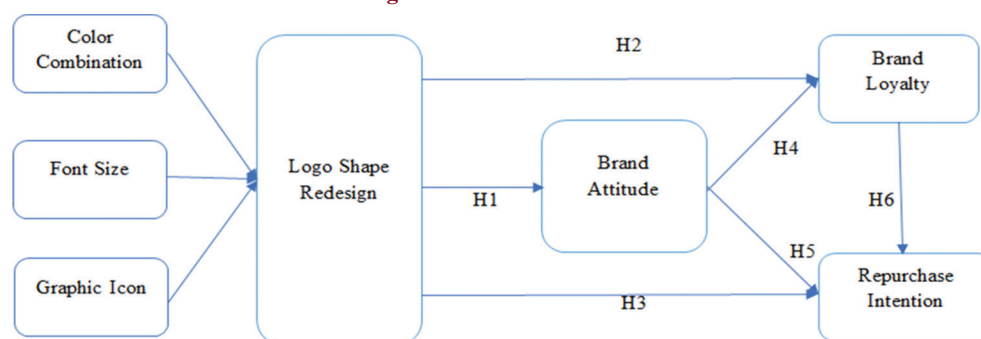 Color
Combination
Font Size
Graphic Icon
Logo Shape
Redesign
H2
H1
H3
Brand
Attitude
H4
H5
Brand
Loyalty
H6
Repurchase
Intention